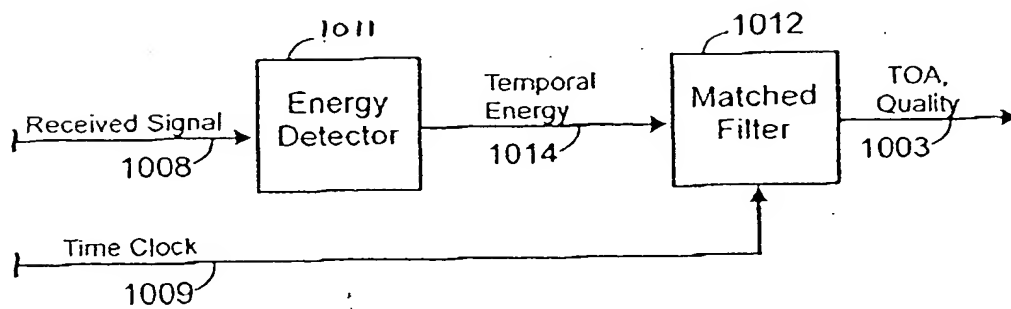 1011
1012
Energy
Detector
Temporal
Energy
Matched
Filter
TOA,
Quality
Received Signal
1008
1014
1003
Time Clock
1009